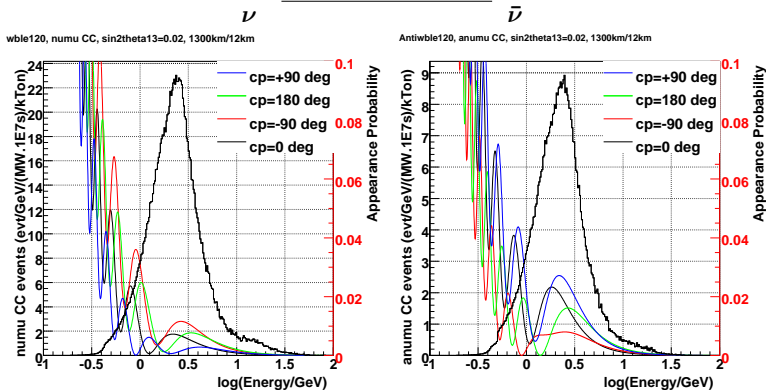 ν
ν̄
wble120, numu CC, sin2theta13=0.02, 1300km/12km
Antiwble120, anumu CC, sin2theta13=0.02, 1300km/12km
numu CC events (evt/GeV/(MW.1E7s)/kTon)
24
22
20
18
16
14
12
10
8
6
4
2
0
cp=+90 deg
cp=180 deg
cp=-90 deg
cp=0 deg
0.1
0.08
0.06
0.04
0.02
0
Appearance Probability
-1 -0.5 0 0.5 1 1.5 2
log(Energy/GeV)
anumu CC events (evt/GeV/(MW.1E7s)/kTon)
9
8
7
6
5
4
3
2
1
0
cp=+90 deg
cp=180 deg
cp=-90 deg
cp=0 deg
0.1
0.08
0.06
0.04
0.02
0
Appearance Probability
-1 -0.5 0 0.5 1 1.5 2
log(Energy/GeV)